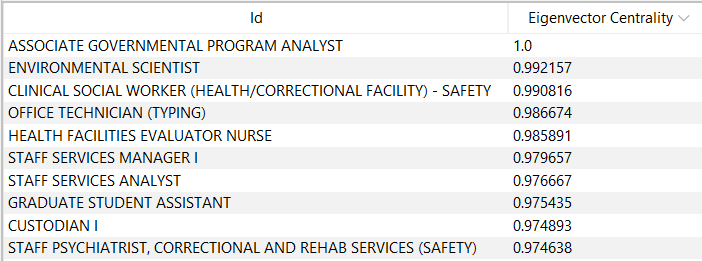 Id Eigenvector Centrality
ASSOCIATE GOVERNMENTAL PROGRAM ANALYST 1.0
ENVIRONMENTAL SCIENTIST 0.992157
CLINICAL SOCIAL WORKER (HEALTH/CORRECTIONAL FACILITY) - SAFETY 0.990816
OFFICE TECHNICIAN (TYPING) 0.986674
HEALTH FACILITIES EVALUATOR NURSE 0.985891
STAFF SERVICES MANAGER I 0.979657
STAFF SERVICES ANALYST 0.976667
GRADUATE STUDENT ASSISTANT 0.975435
CUSTODIAN I 0.974893
STAFF PSYCHIATRIST, CORRECTIONAL AND REHAB SERVICES (SAFETY) 0.974638